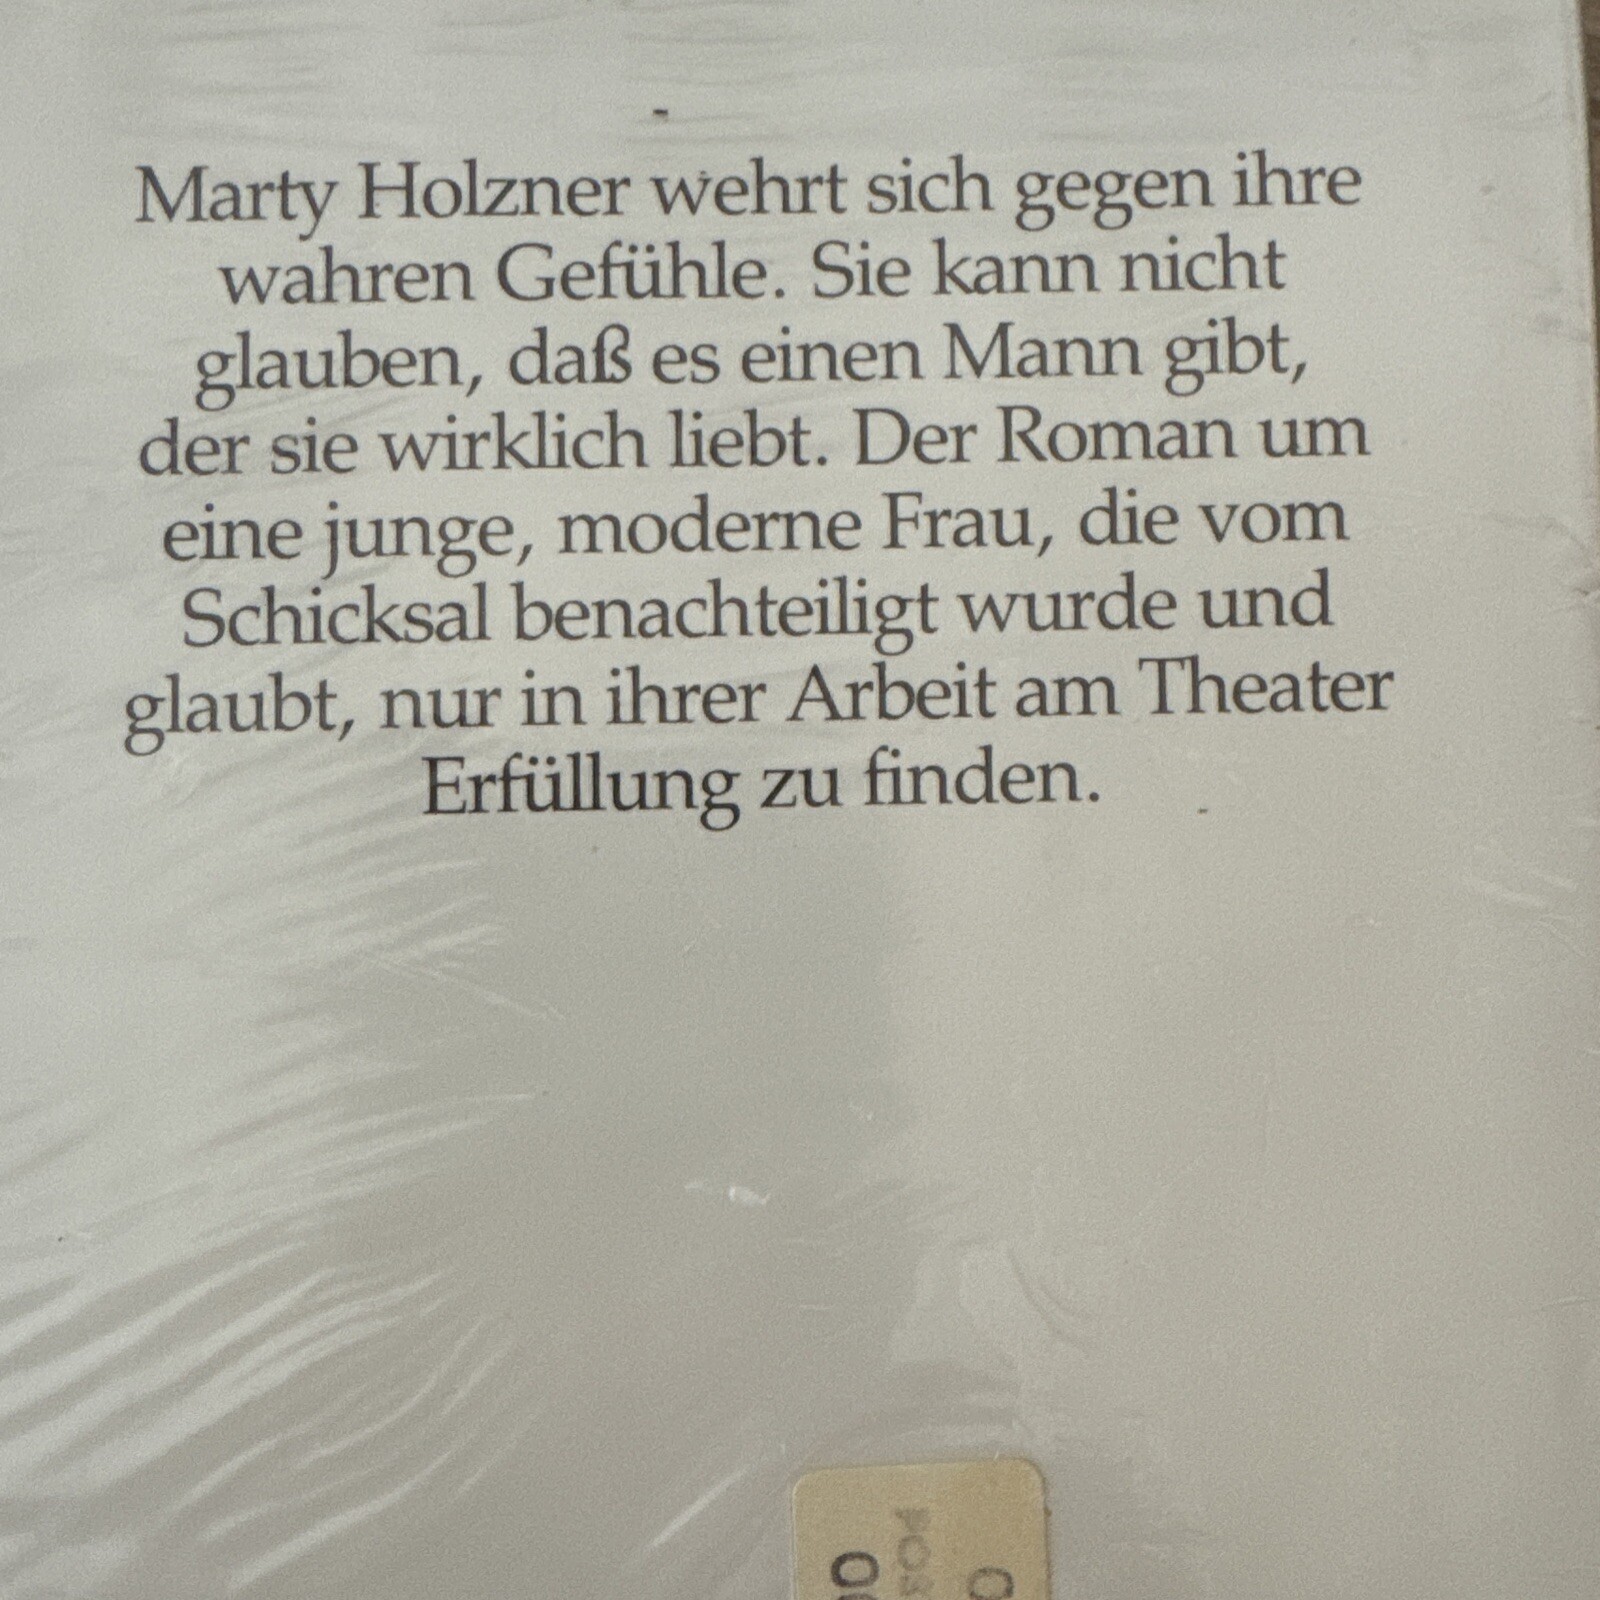 Marty Holzner wehrt sich gegen ihre
wahren Gefühle. Sie kann nicht
glauben, daß es einen Mann gibt,
der sie wirklich liebt. Der Roman um
eine junge, moderne Frau, die vom
Schicksal benachteiligt wurde und
glaubt, nur in ihrer Arbeit am Theater
Erfüllung zu finden.